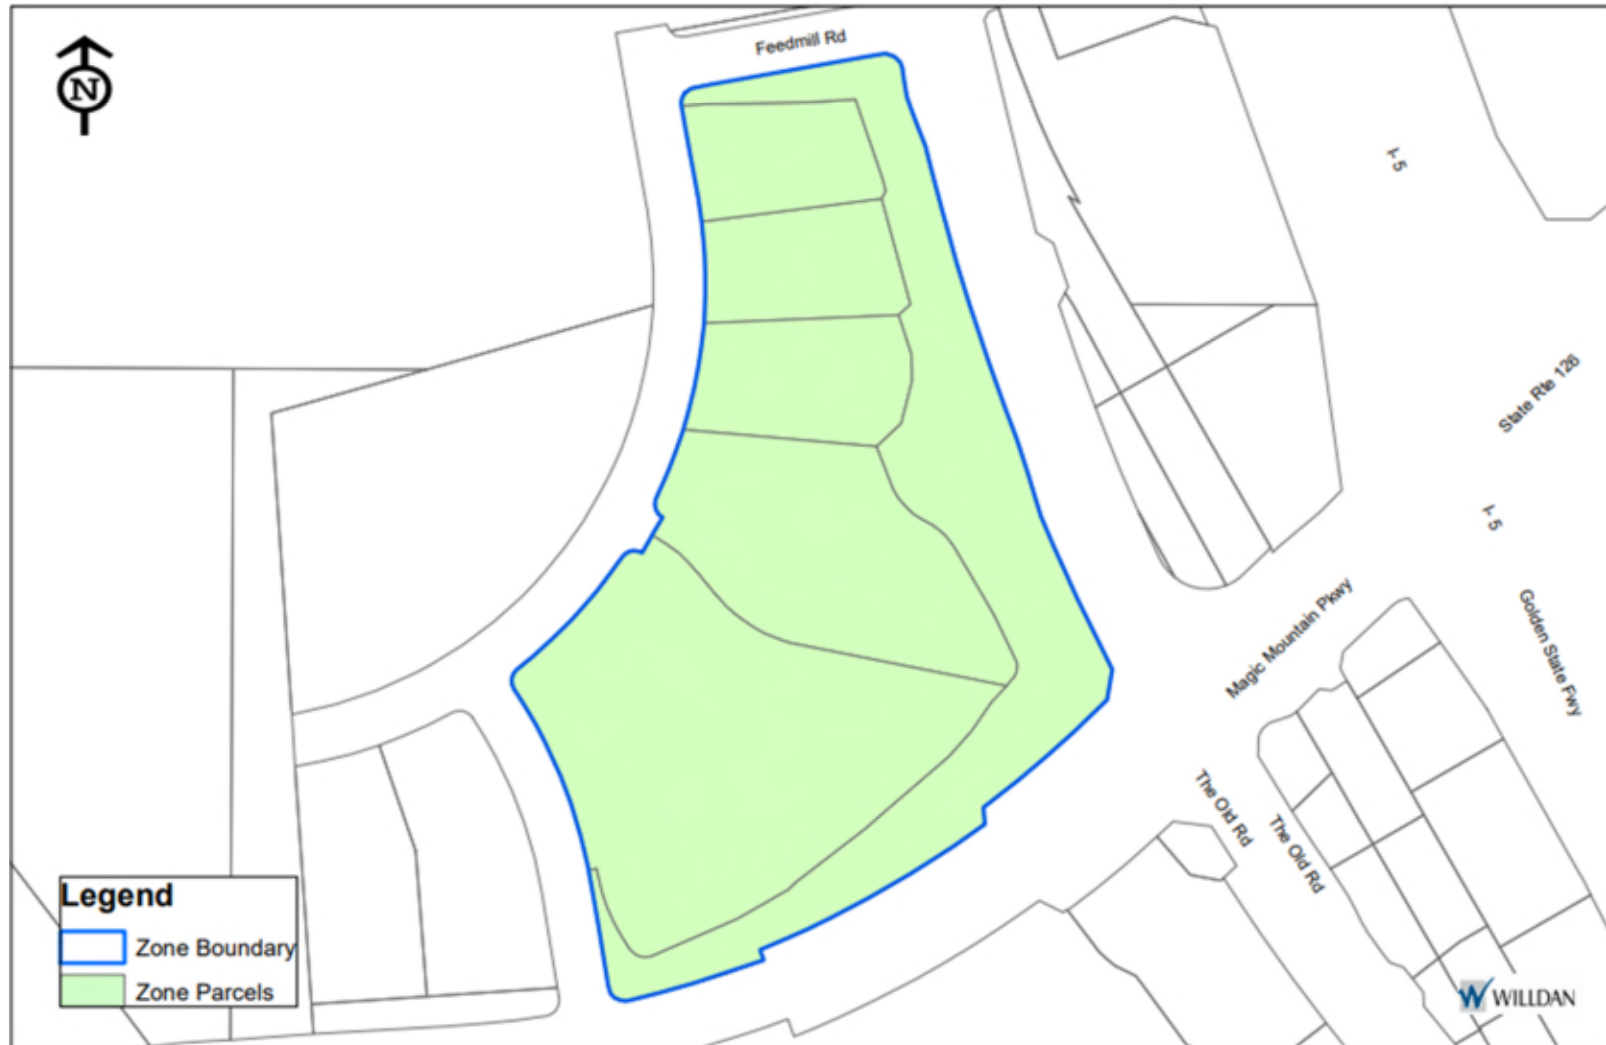 Feedmill Rd
N
I- 5
State Rte 126
I- 5
Golden State Fwy
Magic Mountain Pkwy
The Old Rd
The Old Rd
Legend
Zone Boundary
Zone Parcels
WILLDAN